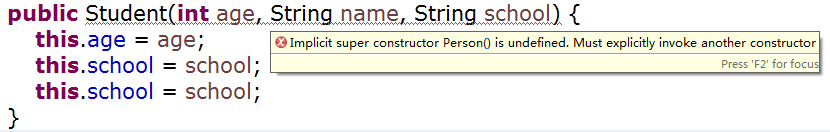 public Student(int age, String name, String school) {
this.age = age;
Implicit super constructor Person() is undefined. Must explicitly invoke another constructor
this.school = school;
Press 'F2' for focus
this.school = school;
}